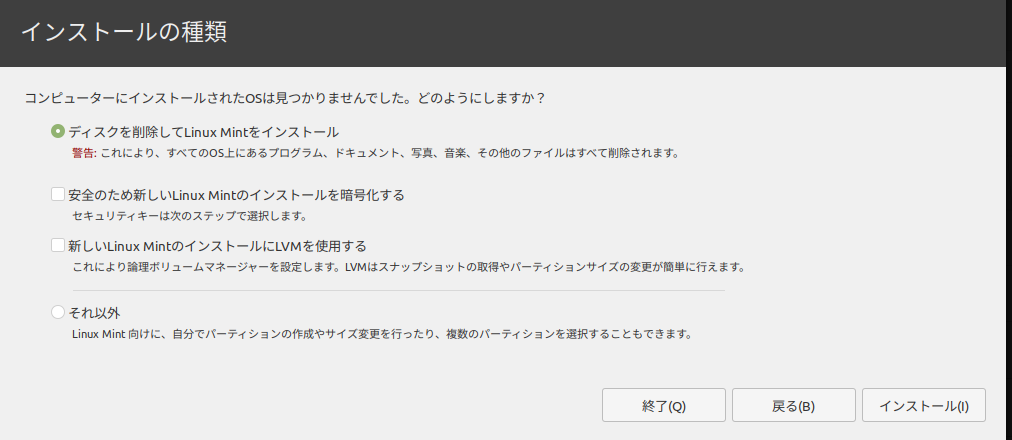 インストールの種類
コンピューターにインストールされたOSは見つかりませんでした。どのようにしますか？
ディスクを削除してLinux Mintをインストール
警告: これにより、すべてのOS上にあるプログラム、ドキュメント、写真、音楽、その他のファイルはすべて削除されます。
安全のため新しいLinux Mintのインストールを暗号化する
セキュリティキーは次のステップで選択します。
新しいLinux MintのインストールにLVMを使用する
これにより論理ボリュームマネージャーを設定します。LVMはスナップショットの取得やパーティションサイズの変更が簡単に行えます。
それ以外
Linux Mint 向けに、自分でパーティションの作成やサイズ変更を行ったり、複数のパーティションを選択することもできます。
終了(Q) 戻る(B) インストール(I)